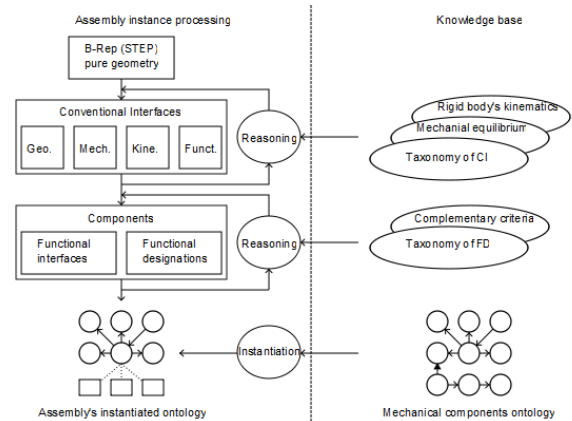 Assembly instance processing
Knowledge base
B-Rep (STEP)
pure geometry
Conventional Interfaces
Geo. Mech. Kine. Funct.
Reasoning
Rigid body's kinematics
Mechanial equilibrium
Taxonomy of CI
Components
Functional
interfaces
Functional
designations
Reasoning
Complementary criteria
Taxonomy of FD
Instantiation
Assembly's instantiated ontology
Mechanical components ontology